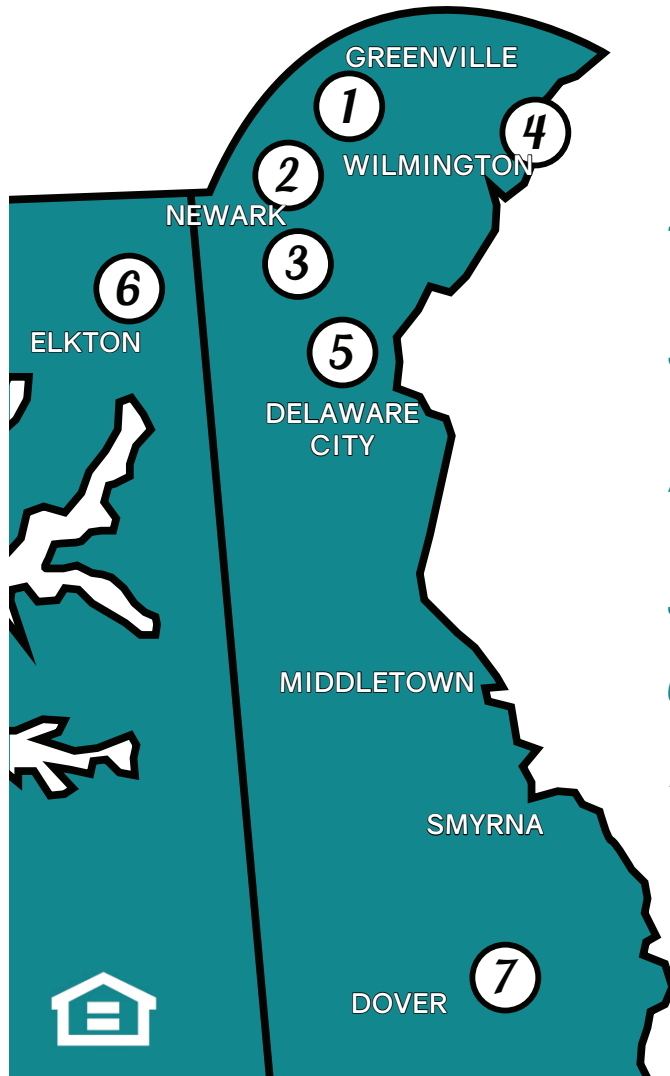 GREENVILLE
1
4
WILMINGTON
2
NEWARK
3
6
ELKTON
5
DELAWARE
CITY
MIDDLETOWN
SMYRNA
7
DOVER